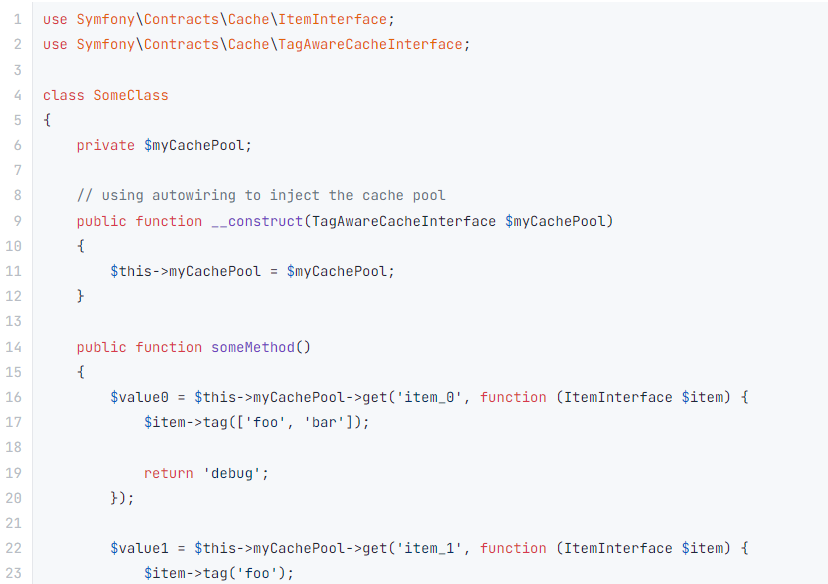 1 use Symfony\Contracts\Cache\ItemInterface;
2 use Symfony\Contracts\Cache\TagAwareCacheInterface;
3
4 class SomeClass
5 {
6     private $myCachePool;
7
8     // using autowiring to inject the cache pool
9     public function __construct(TagAwareCacheInterface $myCachePool)
10     {
11         $this->myCachePool = $myCachePool;
12     }
13
14     public function someMethod()
15     {
16         $value0 = $this->myCachePool->get('item_0', function (ItemInterface $item) {
17             $item->tag(['foo', 'bar']);
18
19             return 'debug';
20         });
21
22         $value1 = $this->myCachePool->get('item_1', function (ItemInterface $item) {
23             $item->tag('foo');